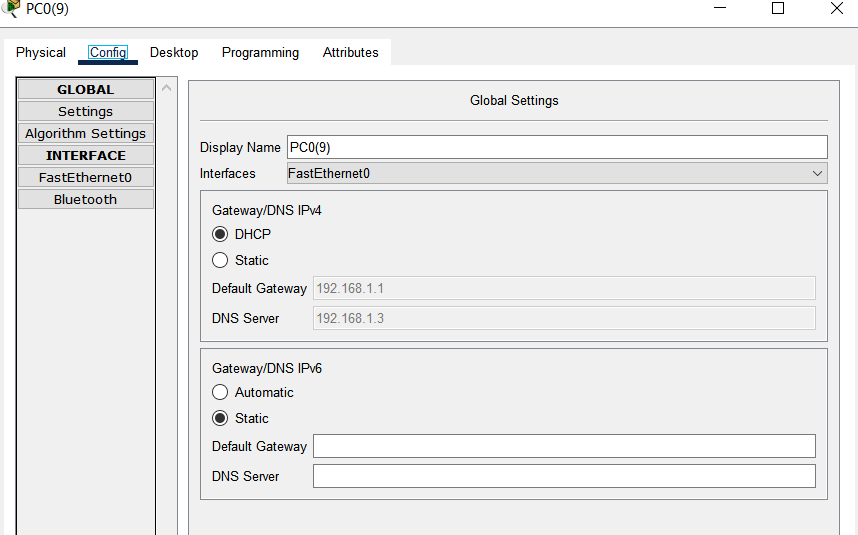 PC0(9)
Physical Config Desktop Programming Attributes
GLOBAL
Settings
Algorithm Settings
INTERFACE
FastEthernet0
Bluetooth
Global Settings
Display Name PC0(9)
Interfaces FastEthernet0
Gateway/DNS IPv4
DHCP
Static
Default Gateway 192.168.1.1
DNS Server 192.168.1.3
Gateway/DNS IPv6
Automatic
Static
Default Gateway
DNS Server